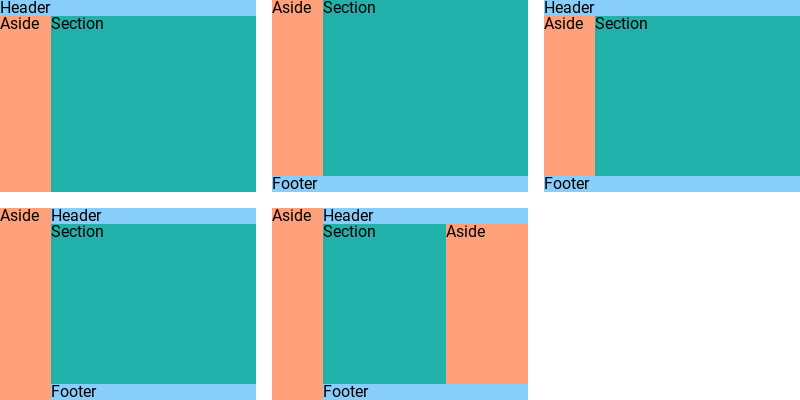 Header
Aside Section
Aside Section
Footer
Header
Aside Section
Footer
Aside Header
Section
Footer
Aside Header
Section Aside
Footer